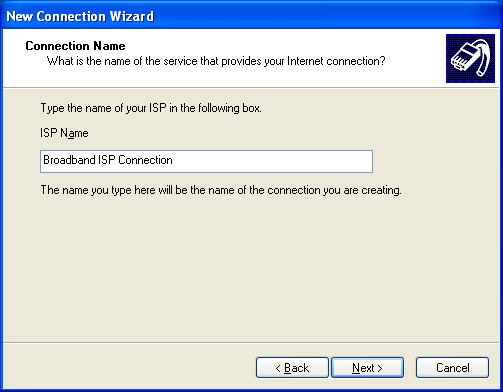 New Connection Wizard
Connection Name
What is the name of the service that provides your Internet connection?
Type the name of your ISP in the following box.
ISP Name
Broadband ISP Connection
The name you type here will be the name of the connection you are creating.
< Back Next > Cancel